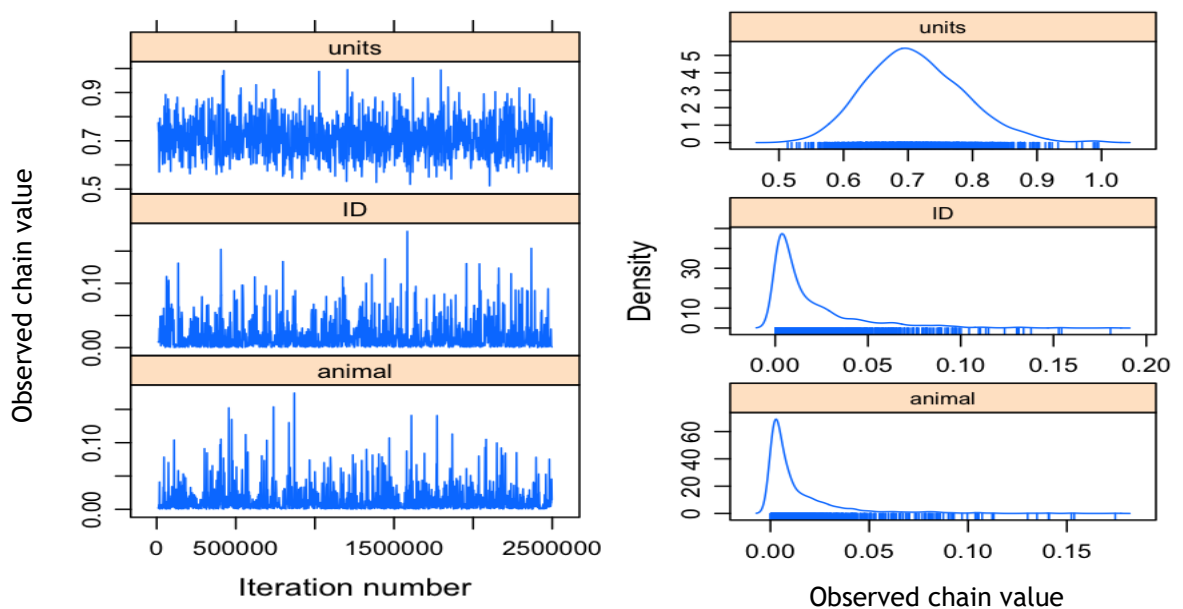 Observed chain value
units
0.5 0.7 0.9
ID
0.00 0.10
animal
0.00 0.10
0 500000 1500000 2500000
Iteration number
Density
units
0 1 2 3 4 5
0.5 0.6 0.7 0.8 0.9 1.0
ID
0 10 30
0.00 0.05 0.10 0.15 0.20
animal
0 20 40 60
0.00 0.05 0.10 0.15
Observed chain value